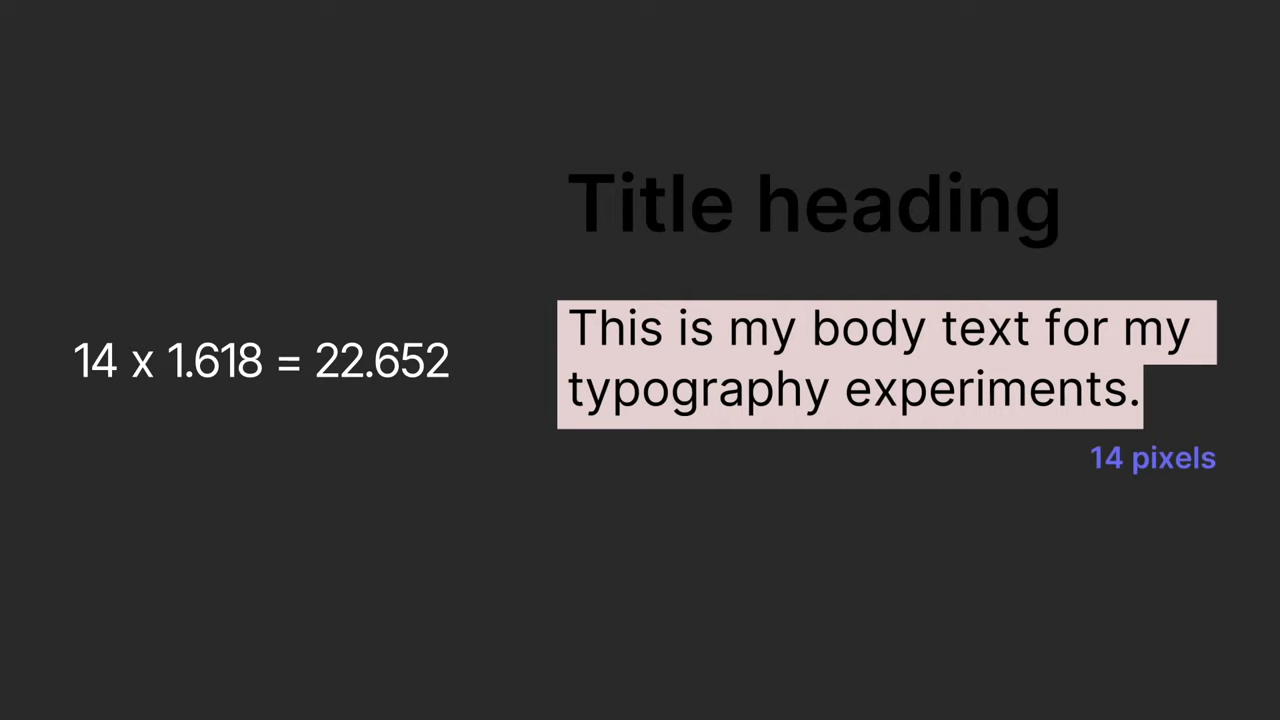 Title heading
14 x 1.618 = 22.652
This is my body text for my
typography experiments.
14 pixels